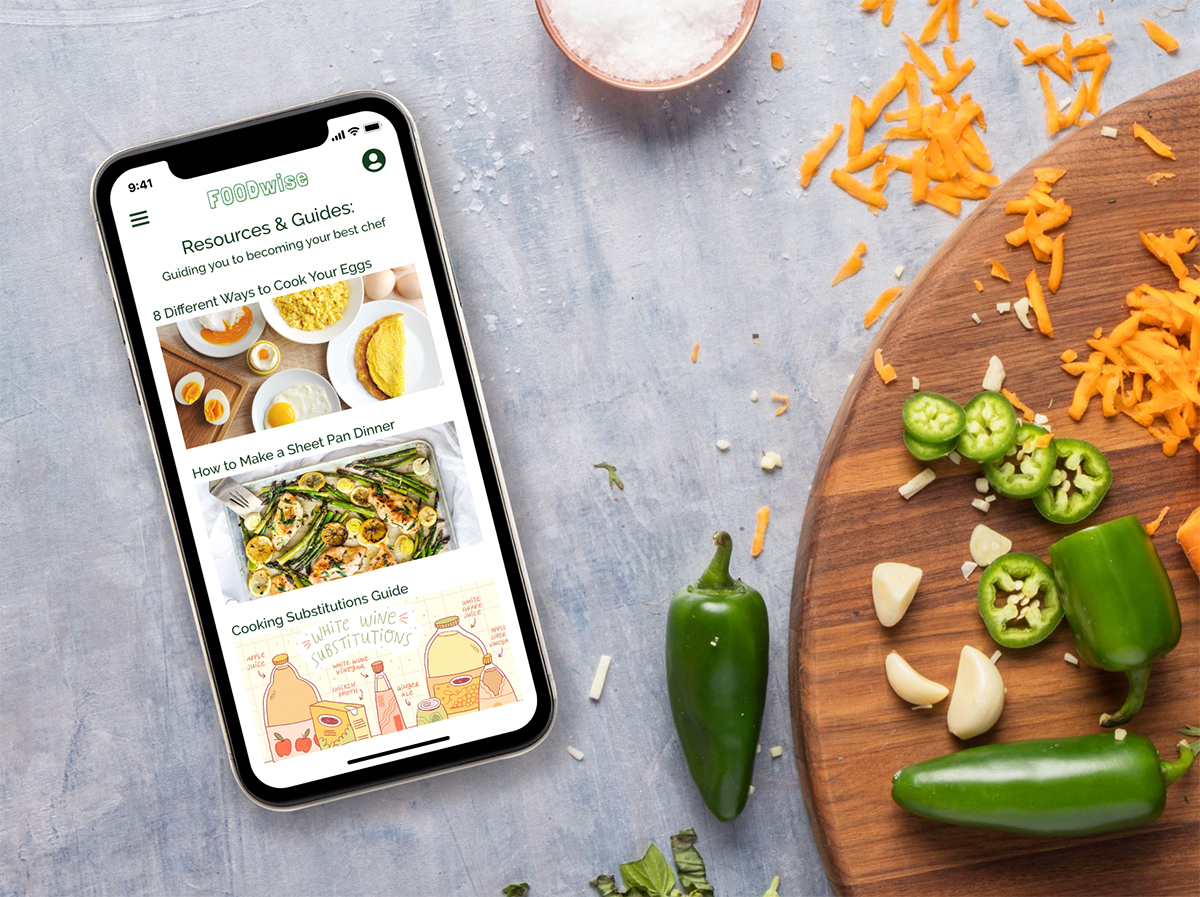 9:41
FOODwise
Resources & Guides:
Guiding you to becoming your best chef
8 Different Ways to Cook Your Eggs
How to Make a Sheet Pan Dinner
Cooking Substitutions Guide
WHITE WINE
SUBSTITUTIONS
APPLE
JUICE
WHITE WINE
VINEGAR
CHICKEN
BROTH
GINGER
ALE
WHITE
GRAPE
JUICE
APPLE
CIDER
VINEGAR